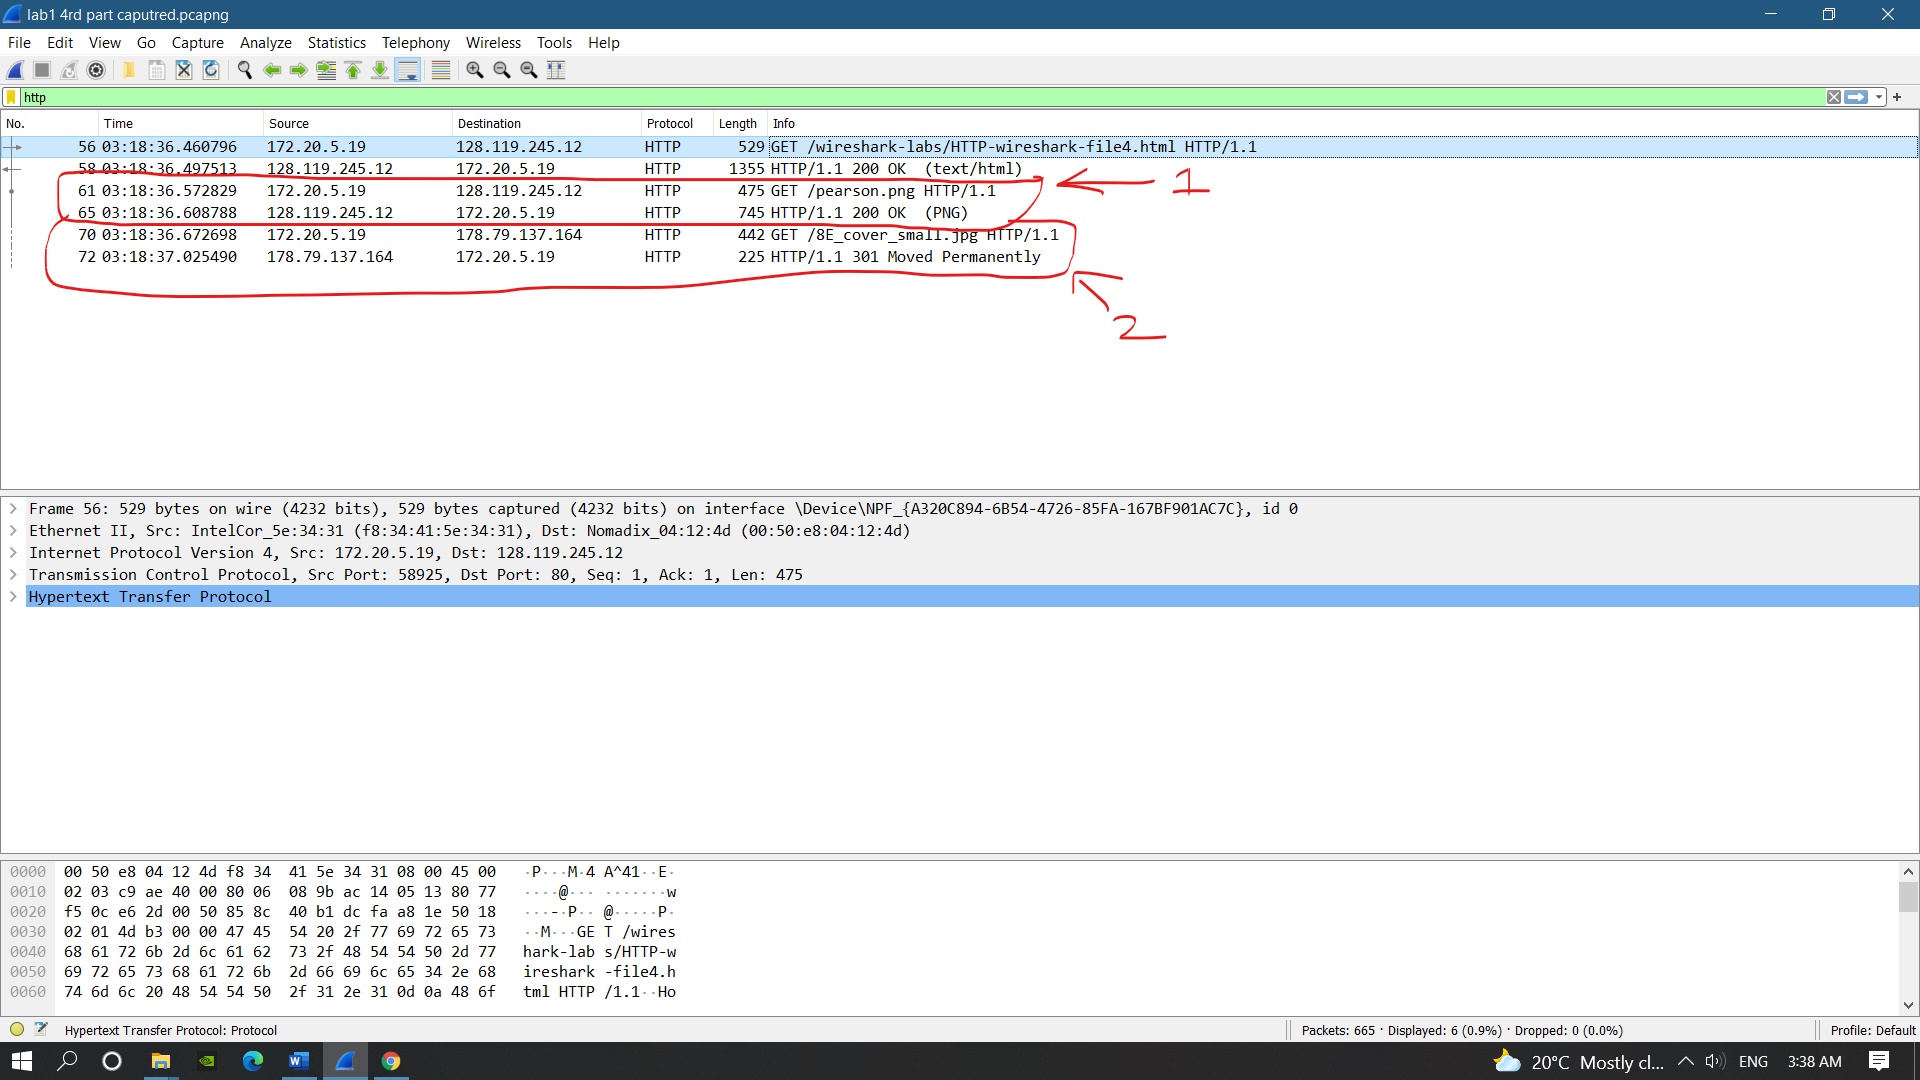 lab1 4rd part caputred.pcapng
File Edit View Go Capture Analyze Statistics Telephony Wireless Tools Help
http
No. Time Source Destination Protocol Length Info
56 03:18:36.460796 172.20.5.19 128.119.245.12 HTTP 529 GET /wireshark-labs/HTTP-wireshark-file4.html HTTP/1.1
58 03:18:36.497513 128.119.245.12 172.20.5.19 HTTP 1355 HTTP/1.1 200 OK (text/html)
61 03:18:36.572829 172.20.5.19 128.119.245.12 HTTP 475 GET /pearson.png HTTP/1.1
1
65 03:18:36.608788 128.119.245.12 172.20.5.19 HTTP 745 HTTP/1.1 200 OK (PNG)
70 03:18:36.672698 172.20.5.19 178.79.137.164 HTTP 442 GET /8E_cover_small.jpg HTTP/1.1
72 03:18:37.025490 178.79.137.164 172.20.5.19 HTTP 225 HTTP/1.1 301 Moved Permanently
2
Frame 56: 529 bytes on wire (4232 bits), 529 bytes captured (4232 bits) on interface \Device\NPF_{A320C894-6B54-4726-85FA-167BF901AC7C}, id 0
Ethernet II, Src: IntelCor_5e:34:31 (f8:34:41:5e:34:31), Dst: Nomadix_04:12:4d (00:50:e8:04:12:4d)
Internet Protocol Version 4, Src: 172.20.5.19, Dst: 128.119.245.12
Transmission Control Protocol, Src Port: 58925, Dst Port: 80, Seq: 1, Ack: 1, Len: 475
Hypertext Transfer Protocol
0000 00 50 e8 04 12 4d f8 34 41 5e 34 31 08 00 45 00 ·P···M·4 A^41··E·
0010 02 03 c9 ae 40 00 80 06 08 9b ac 14 05 13 80 77 ····@··· ·······w
0020 f5 0c e6 2d 00 50 85 8c 40 b1 dc fa a8 1e 50 18 ···-·P·· @·····P·
0030 02 01 4d b3 00 00 47 45 54 20 2f 77 69 72 65 73 ··M···GE T /wires
0040 68 61 72 6b 2d 6c 61 62 73 2f 48 54 54 50 2d 77 hark-lab s/HTTP-w
0050 69 72 65 73 68 61 72 6b 2d 66 69 6c 65 34 2e 68 ireshark -file4.h
0060 74 6d 6c 20 48 54 54 50 2f 31 2e 31 0d 0a 48 6f tml HTTP /1.1··Ho
Hypertext Transfer Protocol: Protocol Packets: 665 · Displayed: 6 (0.9%) · Dropped: 0 (0.0%) Profile: Default
20°C Mostly cl... ENG 3:38 AM